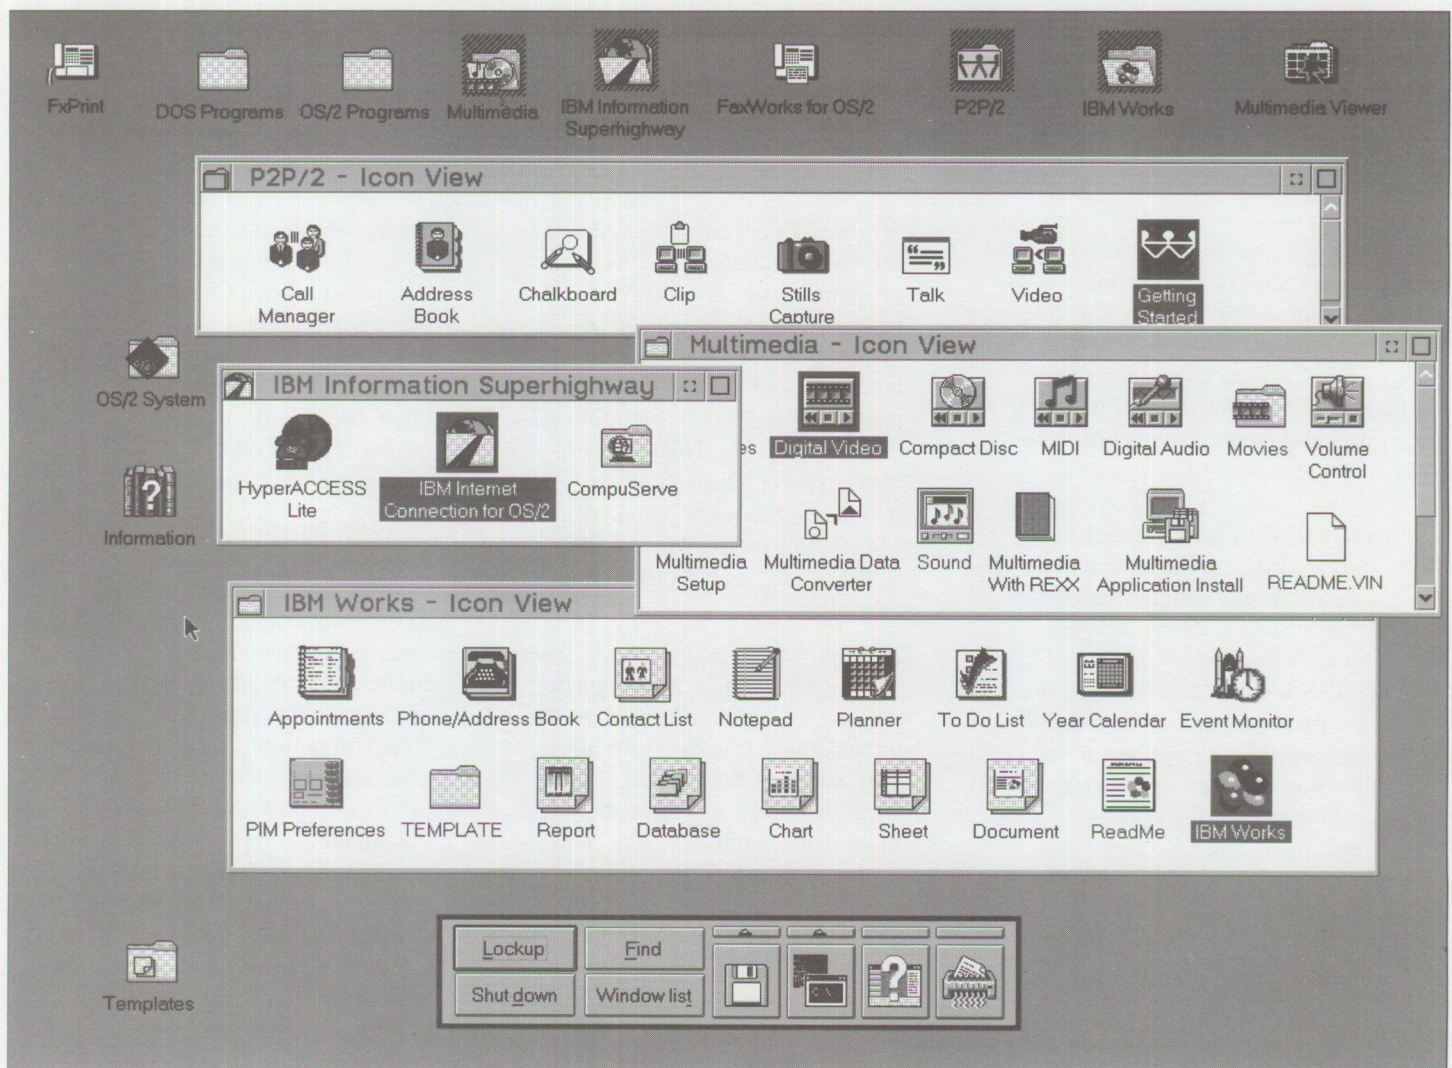 FxPrint
DOS Programs
OS/2 Programs
Multimedia
IBM Information
Superhighway
FaxWorks for OS/2
P2P/2
IBM Works
Multimedia Viewer
P2P/2 - Icon View
Call
Manager
Address
Book
Chalkboard
Clip
Stills
Capture
Talk
Video
Getting
Started
OS/2 System
Information
Templates
IBM Information Superhighway
HyperACCESS
Lite
IBM Internet
Connection for OS/2
CompuServe
Multimedia - Icon View
es
Digital Video
Compact Disc
MIDI
Digital Audio
Movies
Volume
Control
Multimedia
Setup
Multimedia Data
Converter
Sound
Multimedia
With REXX
Multimedia
Application Install
README.VIN
IBM Works - Icon View
Appointments
Phone/Address Book
Contact List
Notepad
Planner
To Do List
Year Calendar
Event Monitor
PIM Preferences
TEMPLATE
Report
Database
Chart
Sheet
Document
ReadMe
IBM Works
Lockup
Find
Shut down
Window list